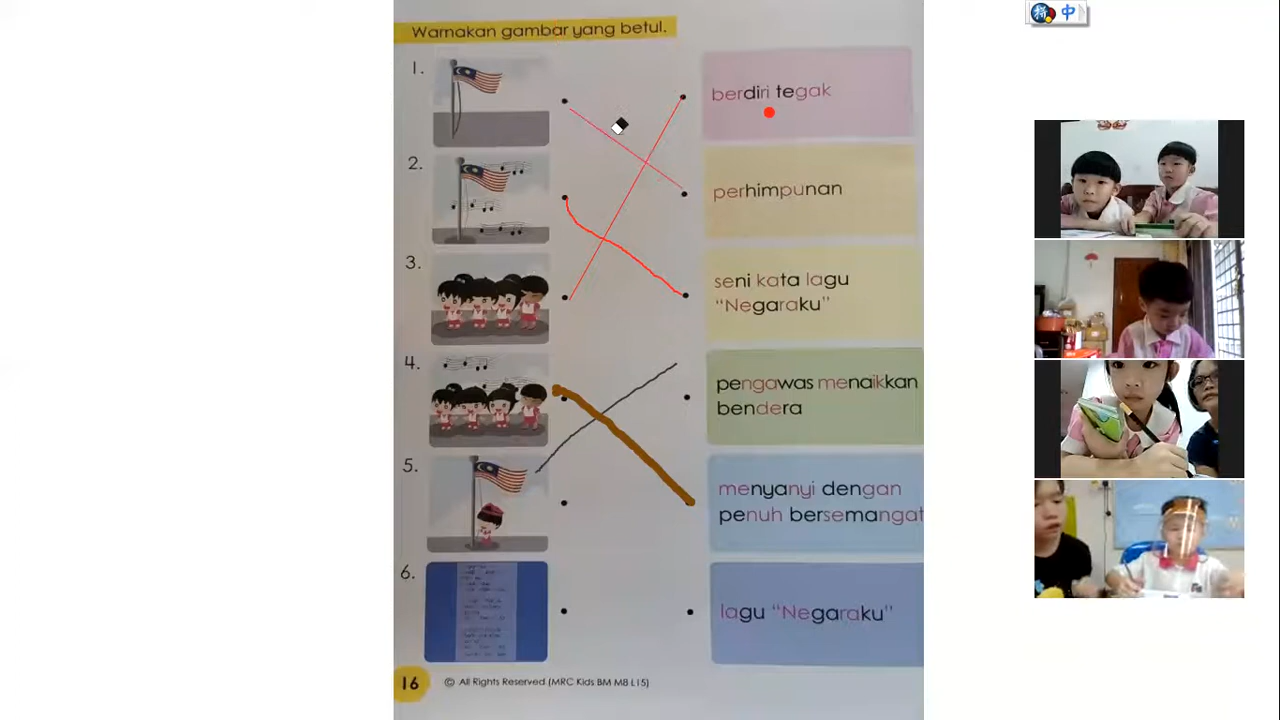 Warnakan gambar yang betul.
1.
berdiri tegak
2.
perhimpunan
3.
seni kata lagu
"Negaraku"
4.
pengawas menaikkan
bendera
5.
menyanyi dengan
penuh bersemangat
6.
lagu "Negaraku"
16
© All Rights Reserved (MRC Kids BM M8 L15)
中